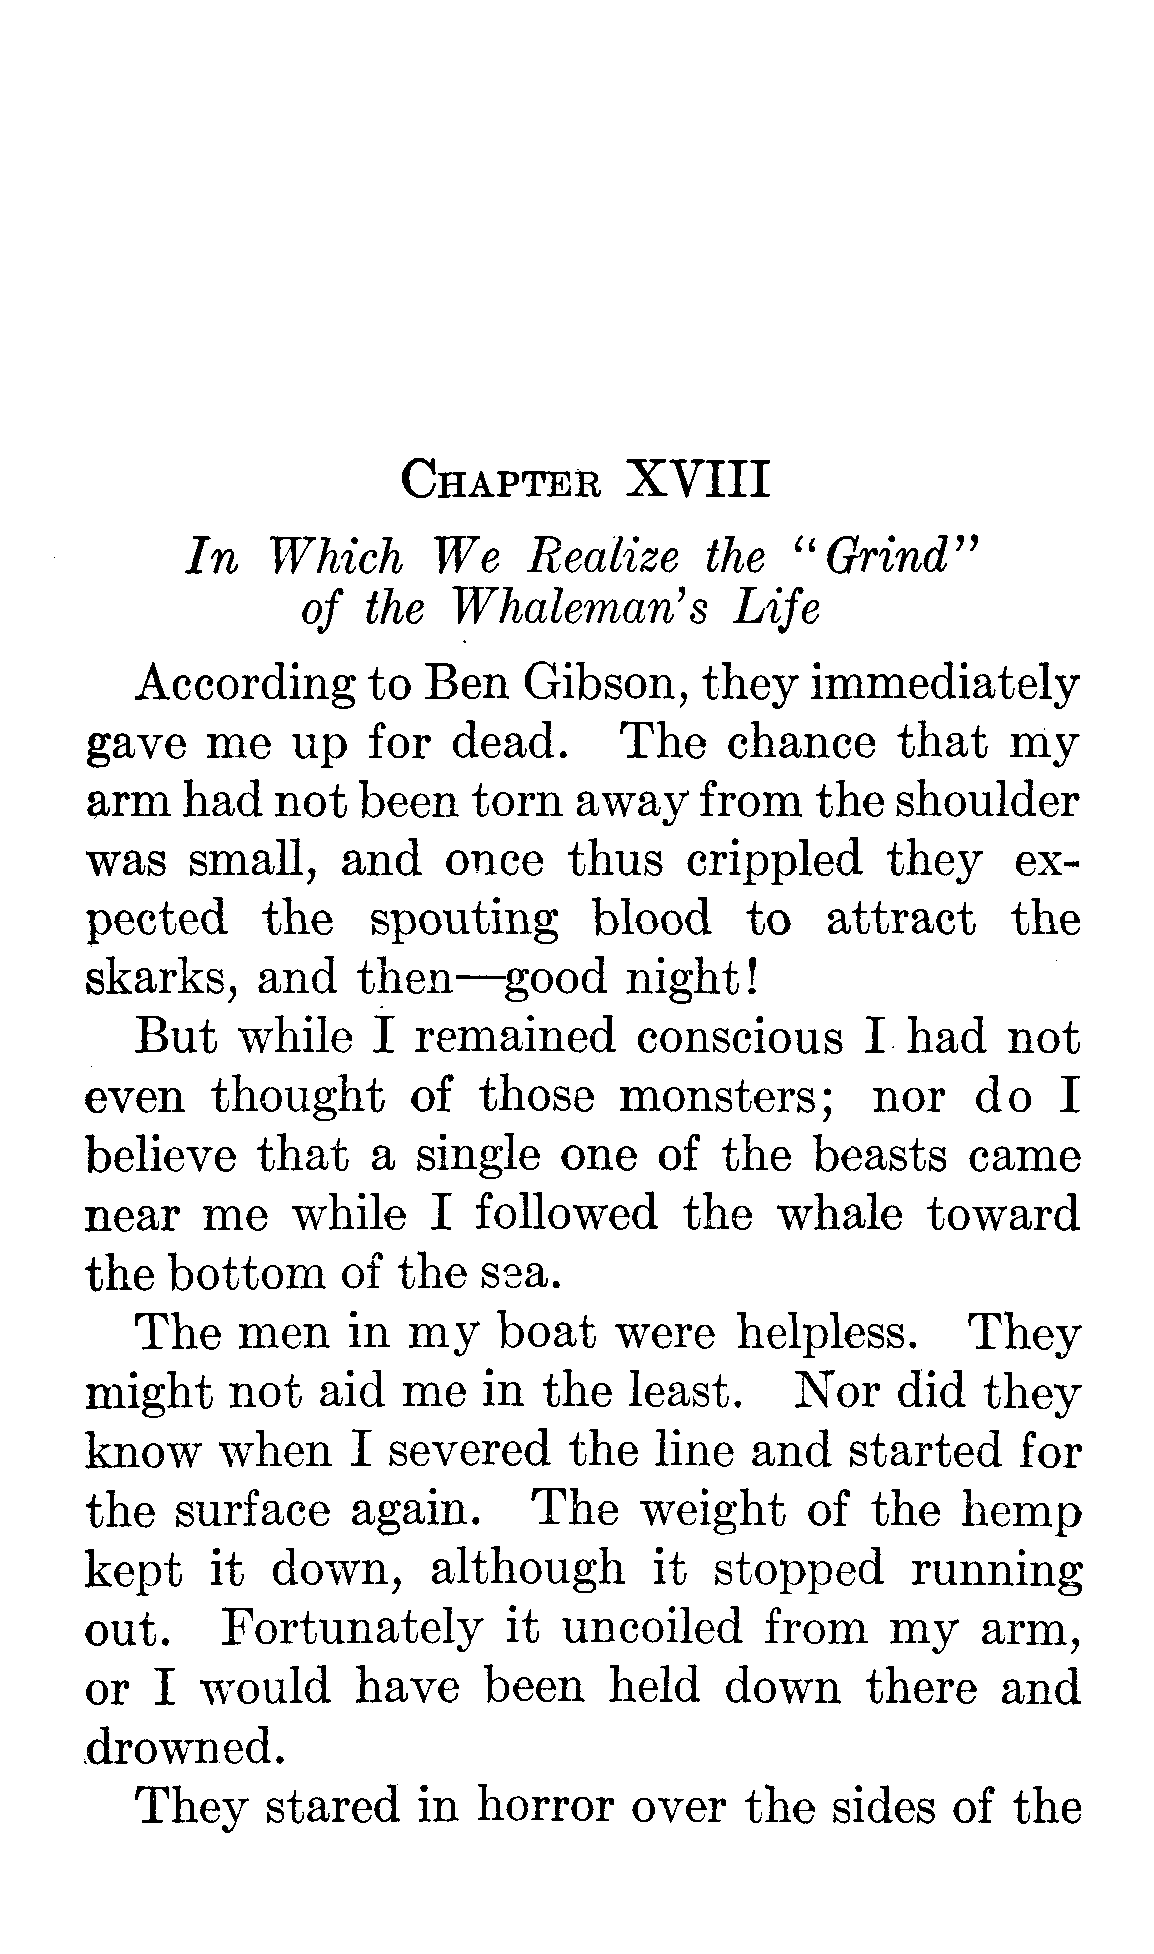 Chapter XVIII
In Which We Realize the "Grind"
of the Whaleman's Life
According to Ben Gibson, they immediately
gave me up for dead. The chance that my
arm had not been torn away from the shoulder
was small, and once thus crippled they ex-
pected the spouting blood to attract the
skarks, and then—good night!
But while I remained conscious I had not
even thought of those monsters; nor do I
believe that a single one of the beasts came
near me while I followed the whale toward
the bottom of the sea.
The men in my boat were helpless. They
might not aid me in the least. Nor did they
know when I severed the line and started for
the surface again. The weight of the hemp
kept it down, although it stopped running
out. Fortunately it uncoiled from my arm,
or I would have been held down there and
drowned.
They stared in horror over the sides of the